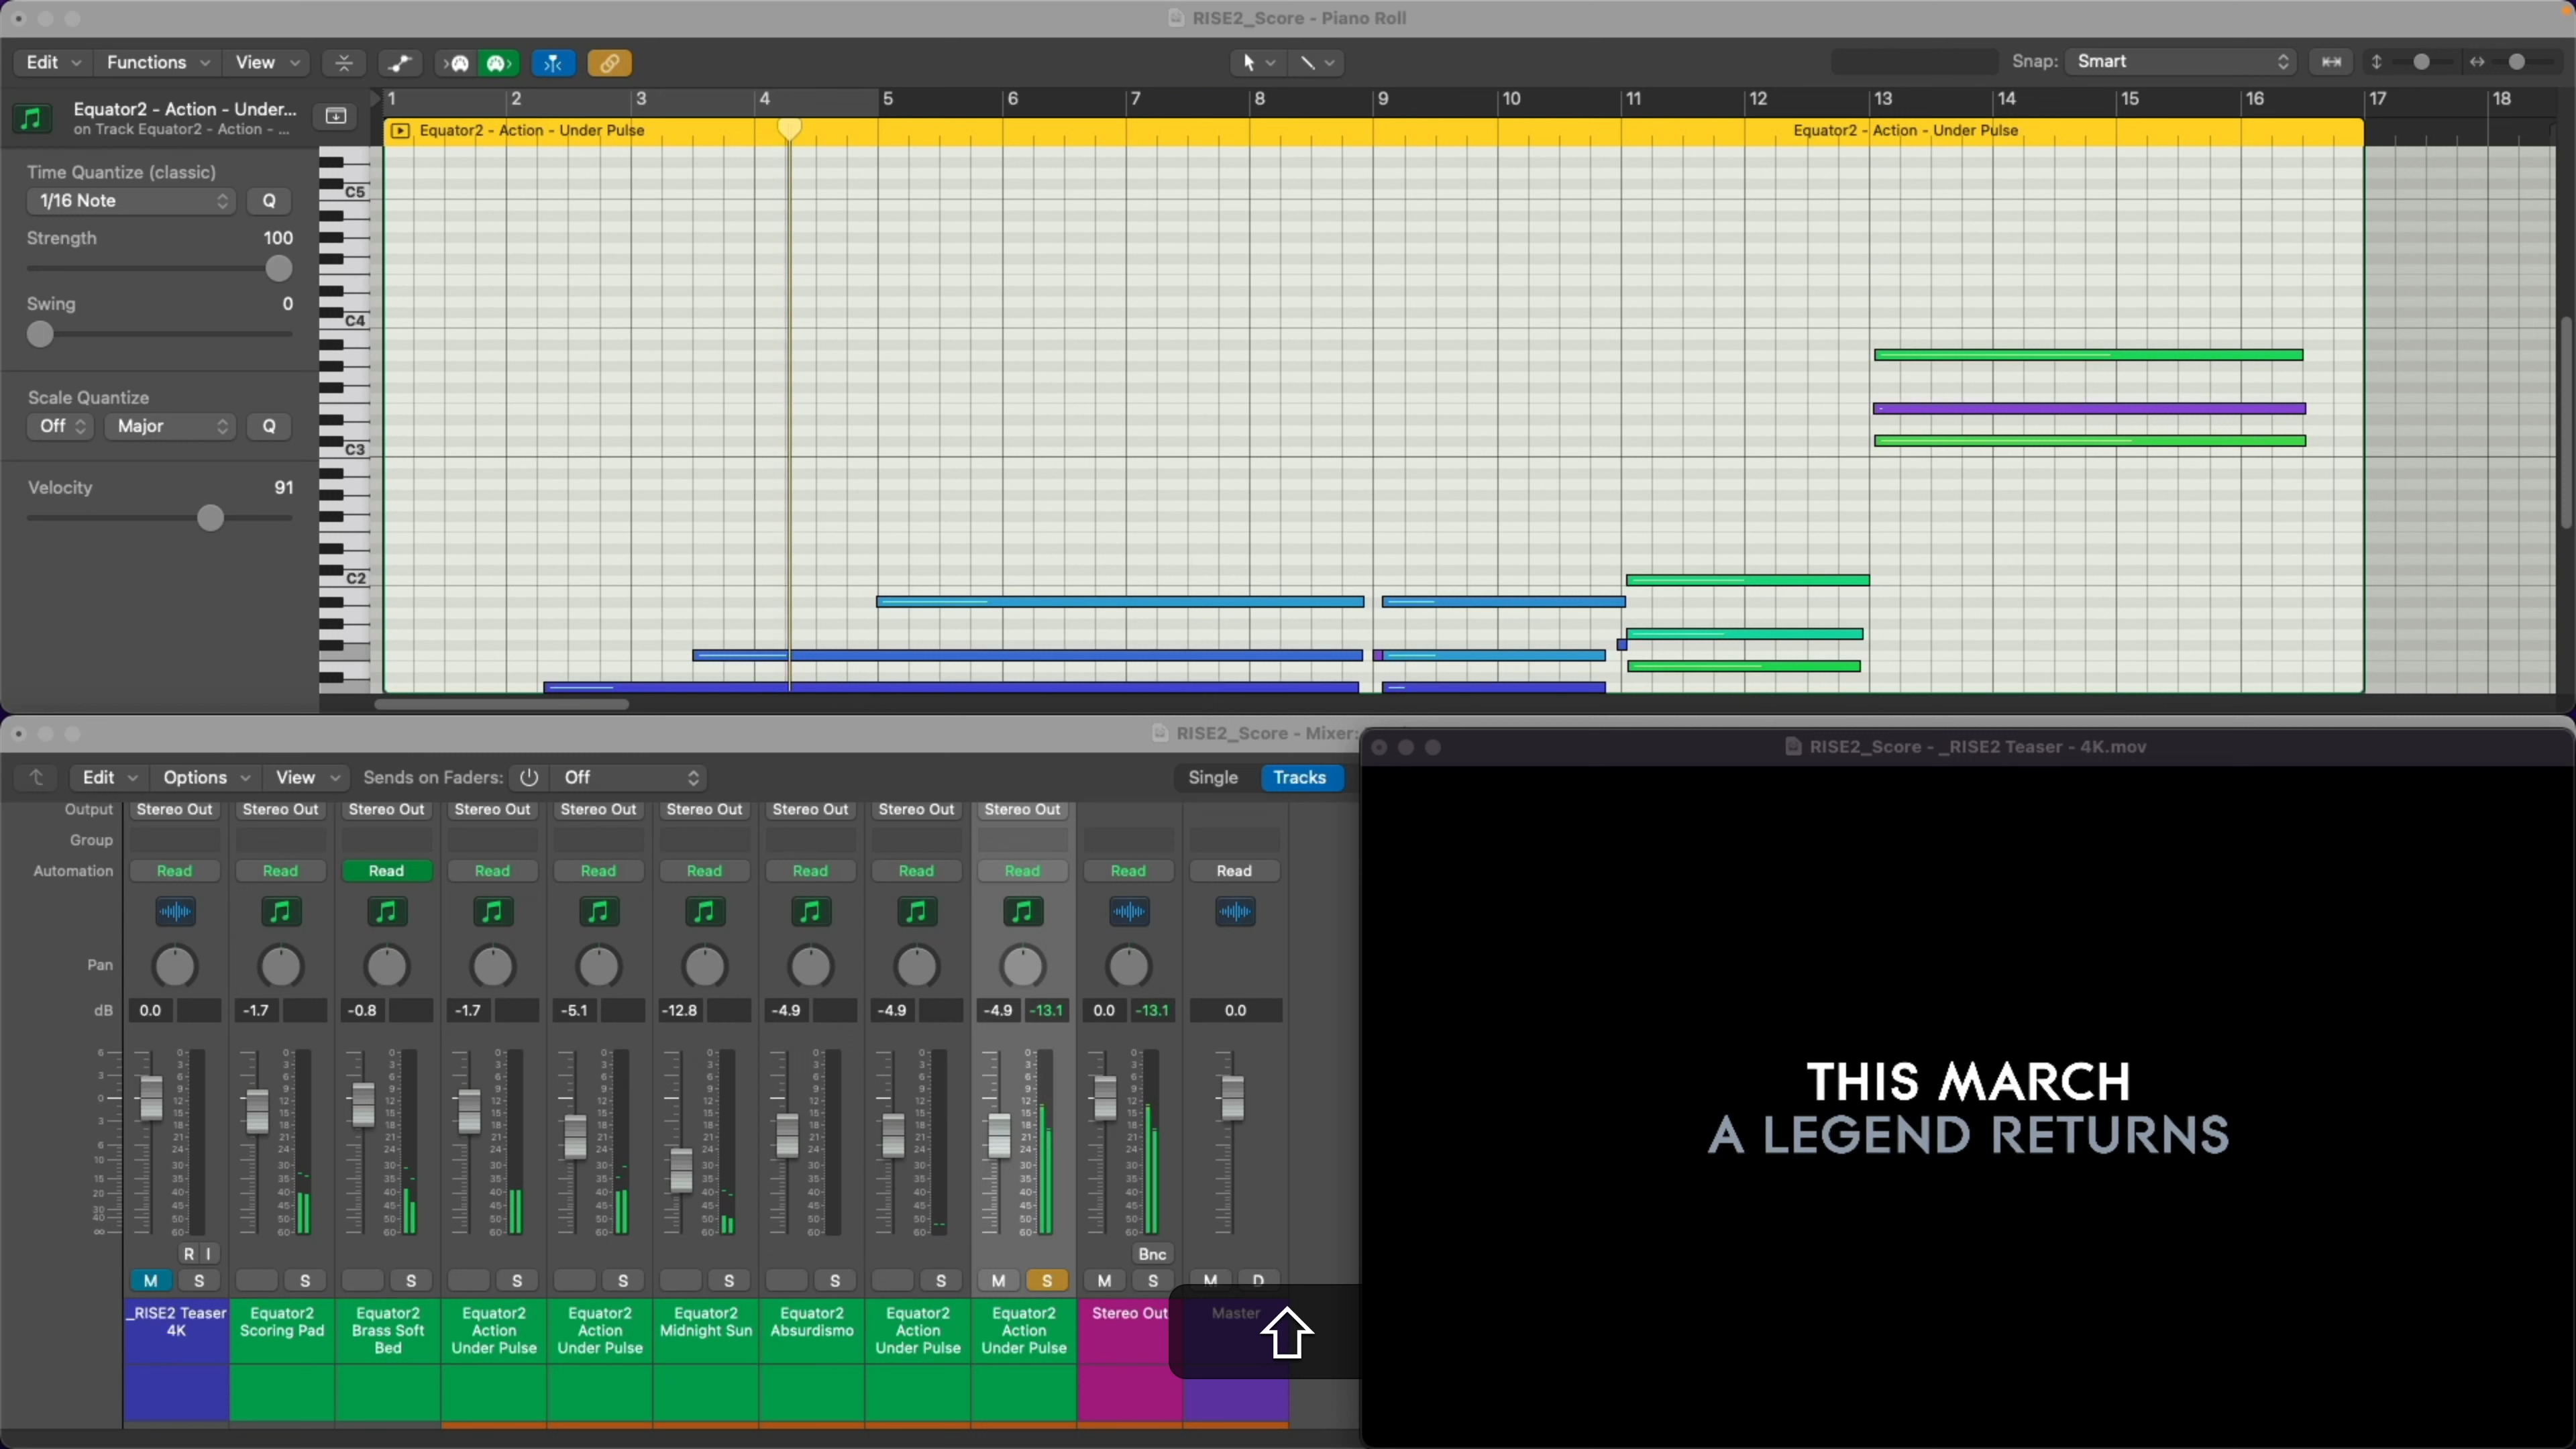 RISE2_Score - Piano Roll
Edit Functions View Snap: Smart
Equator2 - Action - Under...
on Track Equator2 - Action - ...
1 2 3 4 5 6 7 8 9 10 11 12 13 14 15 16 17 18
Equator2 - Action - Under Pulse Equator2 - Action - Under Pulse
Time Quantize (classic)
1/16 Note Q
Strength 100
Swing 0
Scale Quantize
Off Major Q
Velocity 91
C5
C4
C3
C2
RISE2_Score - Mixer:
Edit Options View Sends on Faders: Off Single Tracks
Output Stereo Out Stereo Out Stereo Out Stereo Out Stereo Out Stereo Out Stereo Out Stereo Out Stereo Out
Group
Automation Read Read Read Read Read Read Read Read Read Read Read
Pan
dB 0.0 -1.7 -0.8 -1.7 -5.1 -12.8 -4.9 -4.9 -4.9 -13.1 0.0 -13.1 0.0
R I Bnc
M S S S S S S S S M S M S M D
_RISE2 Teaser 4K
Equator2 Scoring Pad
Equator2 Brass Soft Bed
Equator2 Action Under Pulse
Equator2 Action Under Pulse
Equator2 Midnight Sun
Equator2 Absurdismo
Equator2 Action Under Pulse
Equator2 Action Under Pulse
Stereo Out
Master
RISE2_Score - _RISE2 Teaser - 4K.mov
THIS MARCH
A LEGEND RETURNS